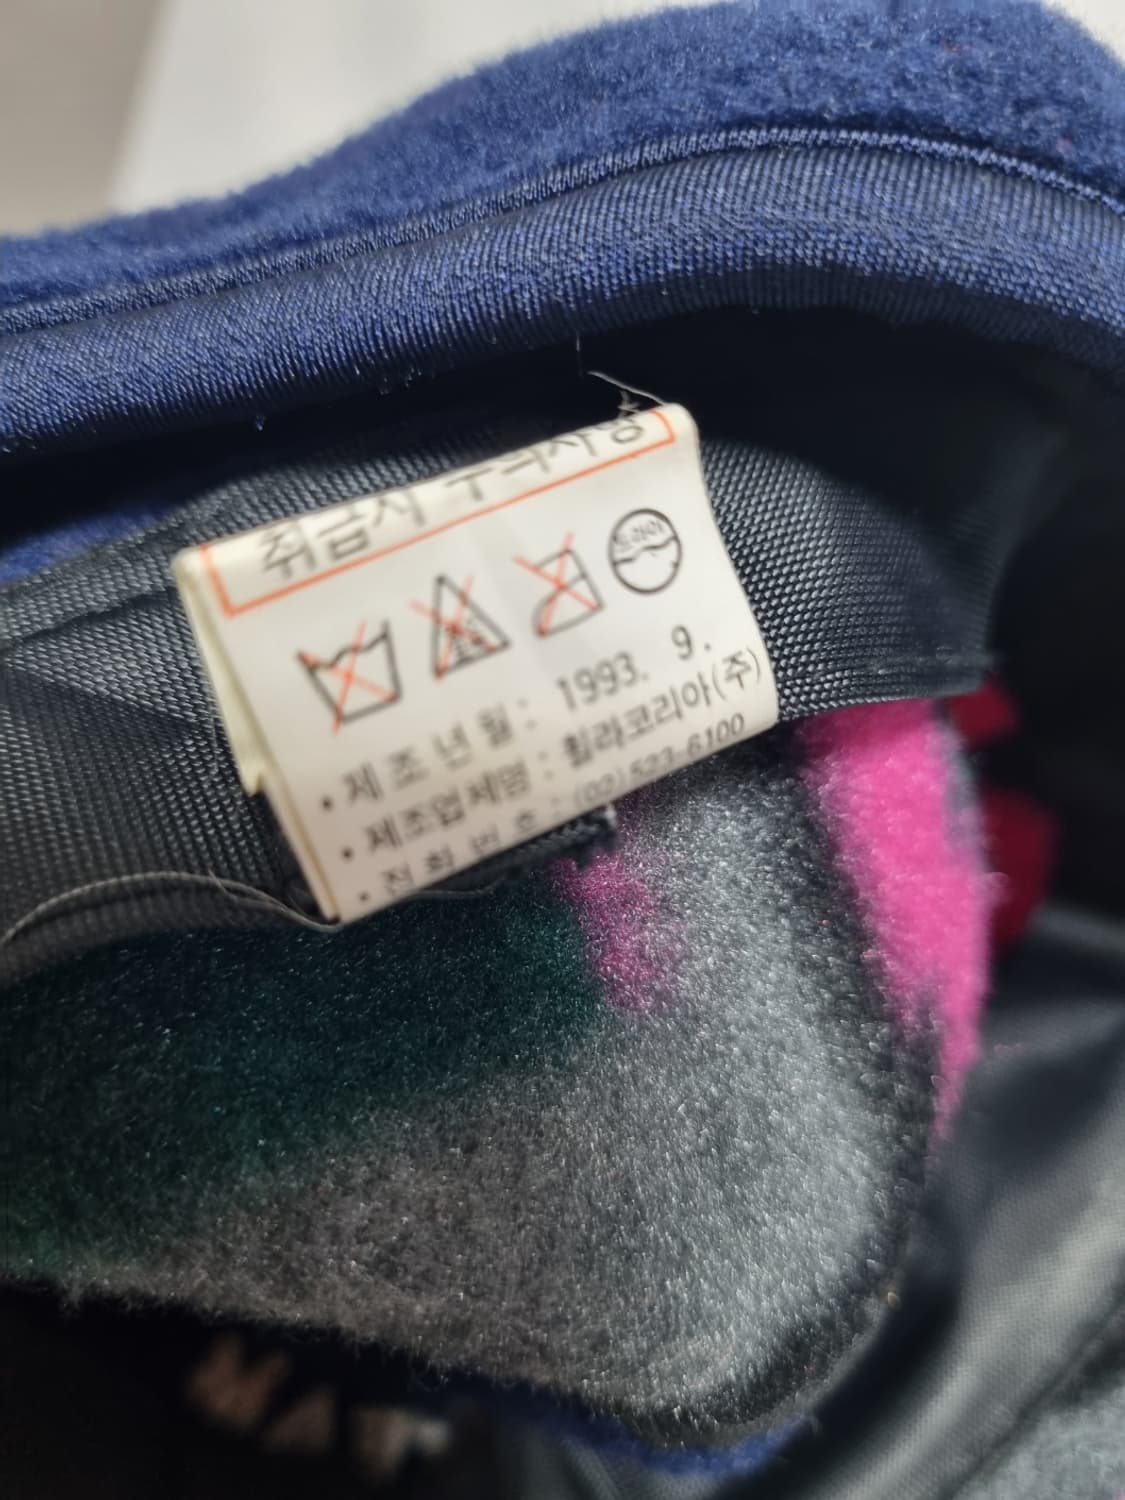 취급시 주의사항
드라이
• 제조년월 : 1993. 9.
• 제조업체명 : 휠라코리아(주)
• 전화번호 : (02) 523-6100
MAT